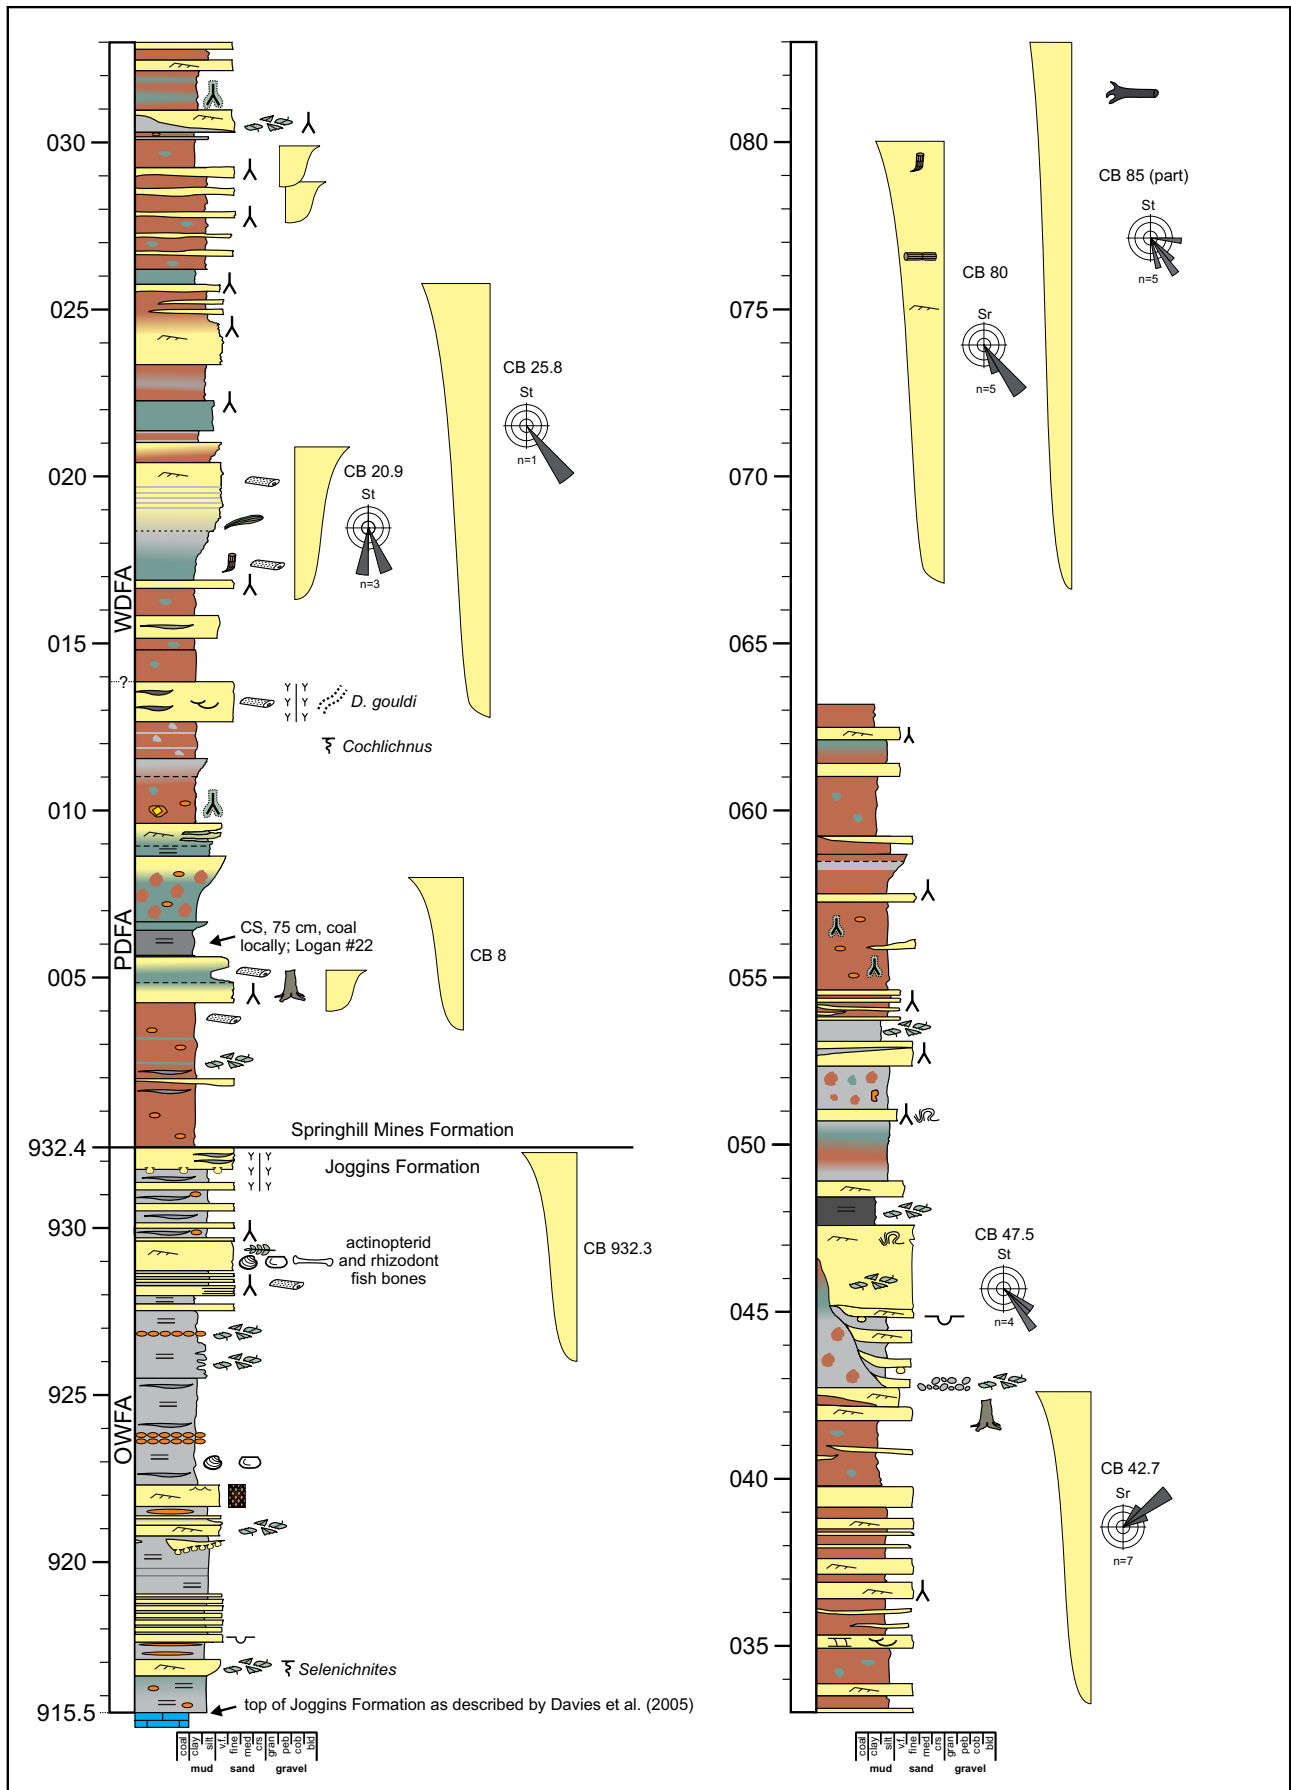 030
025
020
015
010
005
932.4
930
925
920
915.5
WDFA
PDFA
OWFA
?
CB 25.8
St
n=1
CB 20.9
St
n=3
D. gouldi
Cochlichnus
CS, 75 cm, coal
locally; Logan #22
CB 8
Springhill Mines Formation
Joggins Formation
actinopterid
and rhizodont
fish bones
CB 932.3
Selenichnites
top of Joggins Formation as described by Davies et al. (2005)
coal
clay
silt
v.f.
fine
med
crs
gran
peb
cob
bld
mud sand gravel
080
075
070
065
060
055
050
045
040
035
CB 85 (part)
St
n=5
CB 80
Sr
n=5
CB 47.5
St
n=4
CB 42.7
Sr
n=7
coal
clay
silt
v.f.
fine
med
crs
gran
peb
cob
bld
mud sand gravel